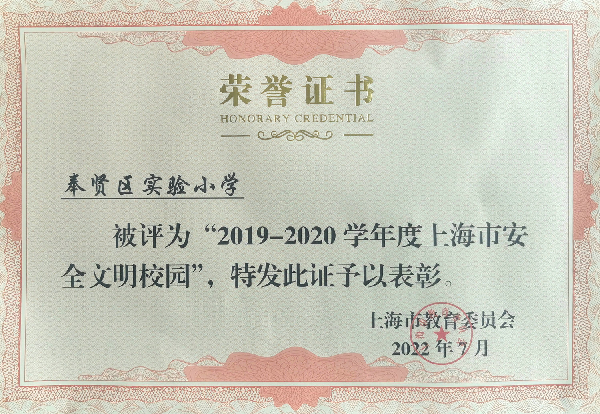 荣誉证书
HONORARY CREDENTIAL
奉贤区实验小学
被评为“2019-2020学年度上海市安
全文明校园”，特发此证予以表彰。
上海市教育委员会
2022年7月